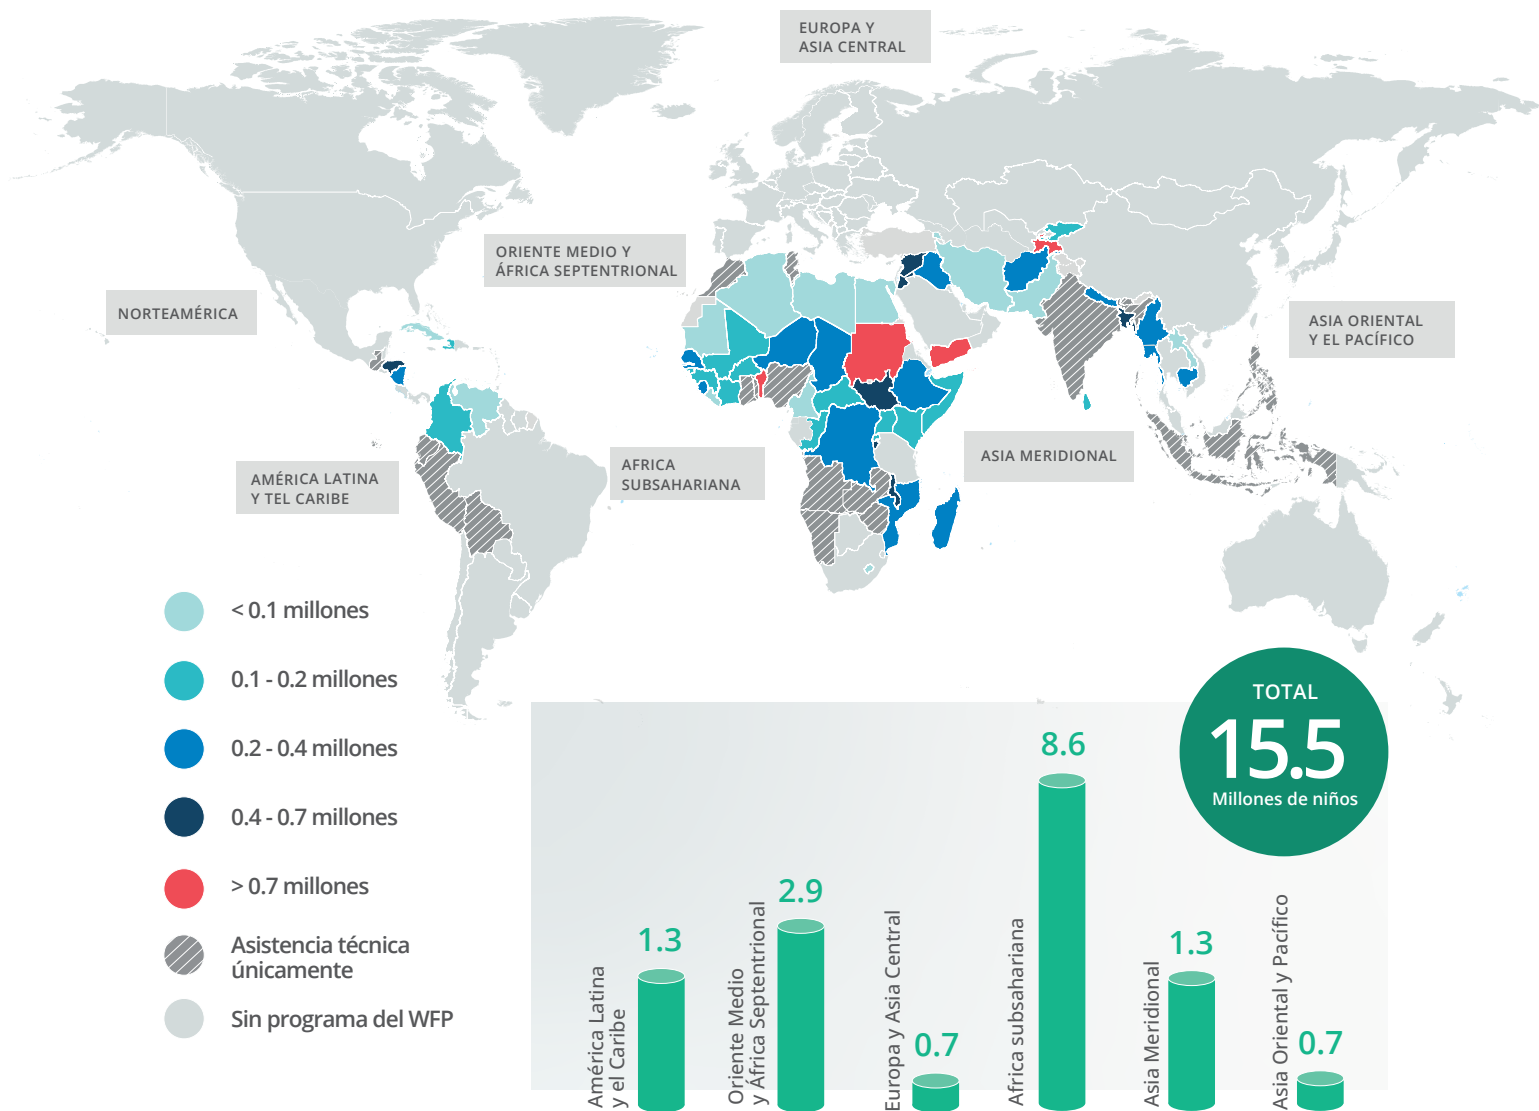 EUROPA Y
ASIA CENTRAL
ORIENTE MEDIO Y
ÁFRICA SEPTENTRIONAL
NORTEAMÉRICA
ASIA ORIENTAL
Y EL PACÍFICO
AMÉRICA LATINA
Y TEL CARIBE
AFRICA
SUBSAHARIANA
ASIA MERIDIONAL
< 0.1 millones
0.1 - 0.2 millones
0.2 - 0.4 millones
0.4 - 0.7 millones
> 0.7 millones
Asistencia técnica
únicamente
Sin programa del WFP
TOTAL
15.5
Millones de niños
América Latina
y el Caribe
1.3
Oriente Medio
y África Septentrional
2.9
Europa y Asia Central
0.7
Africa subsahariana
8.6
Asia Meridional
1.3
Asia Oriental y Pacífico
0.7